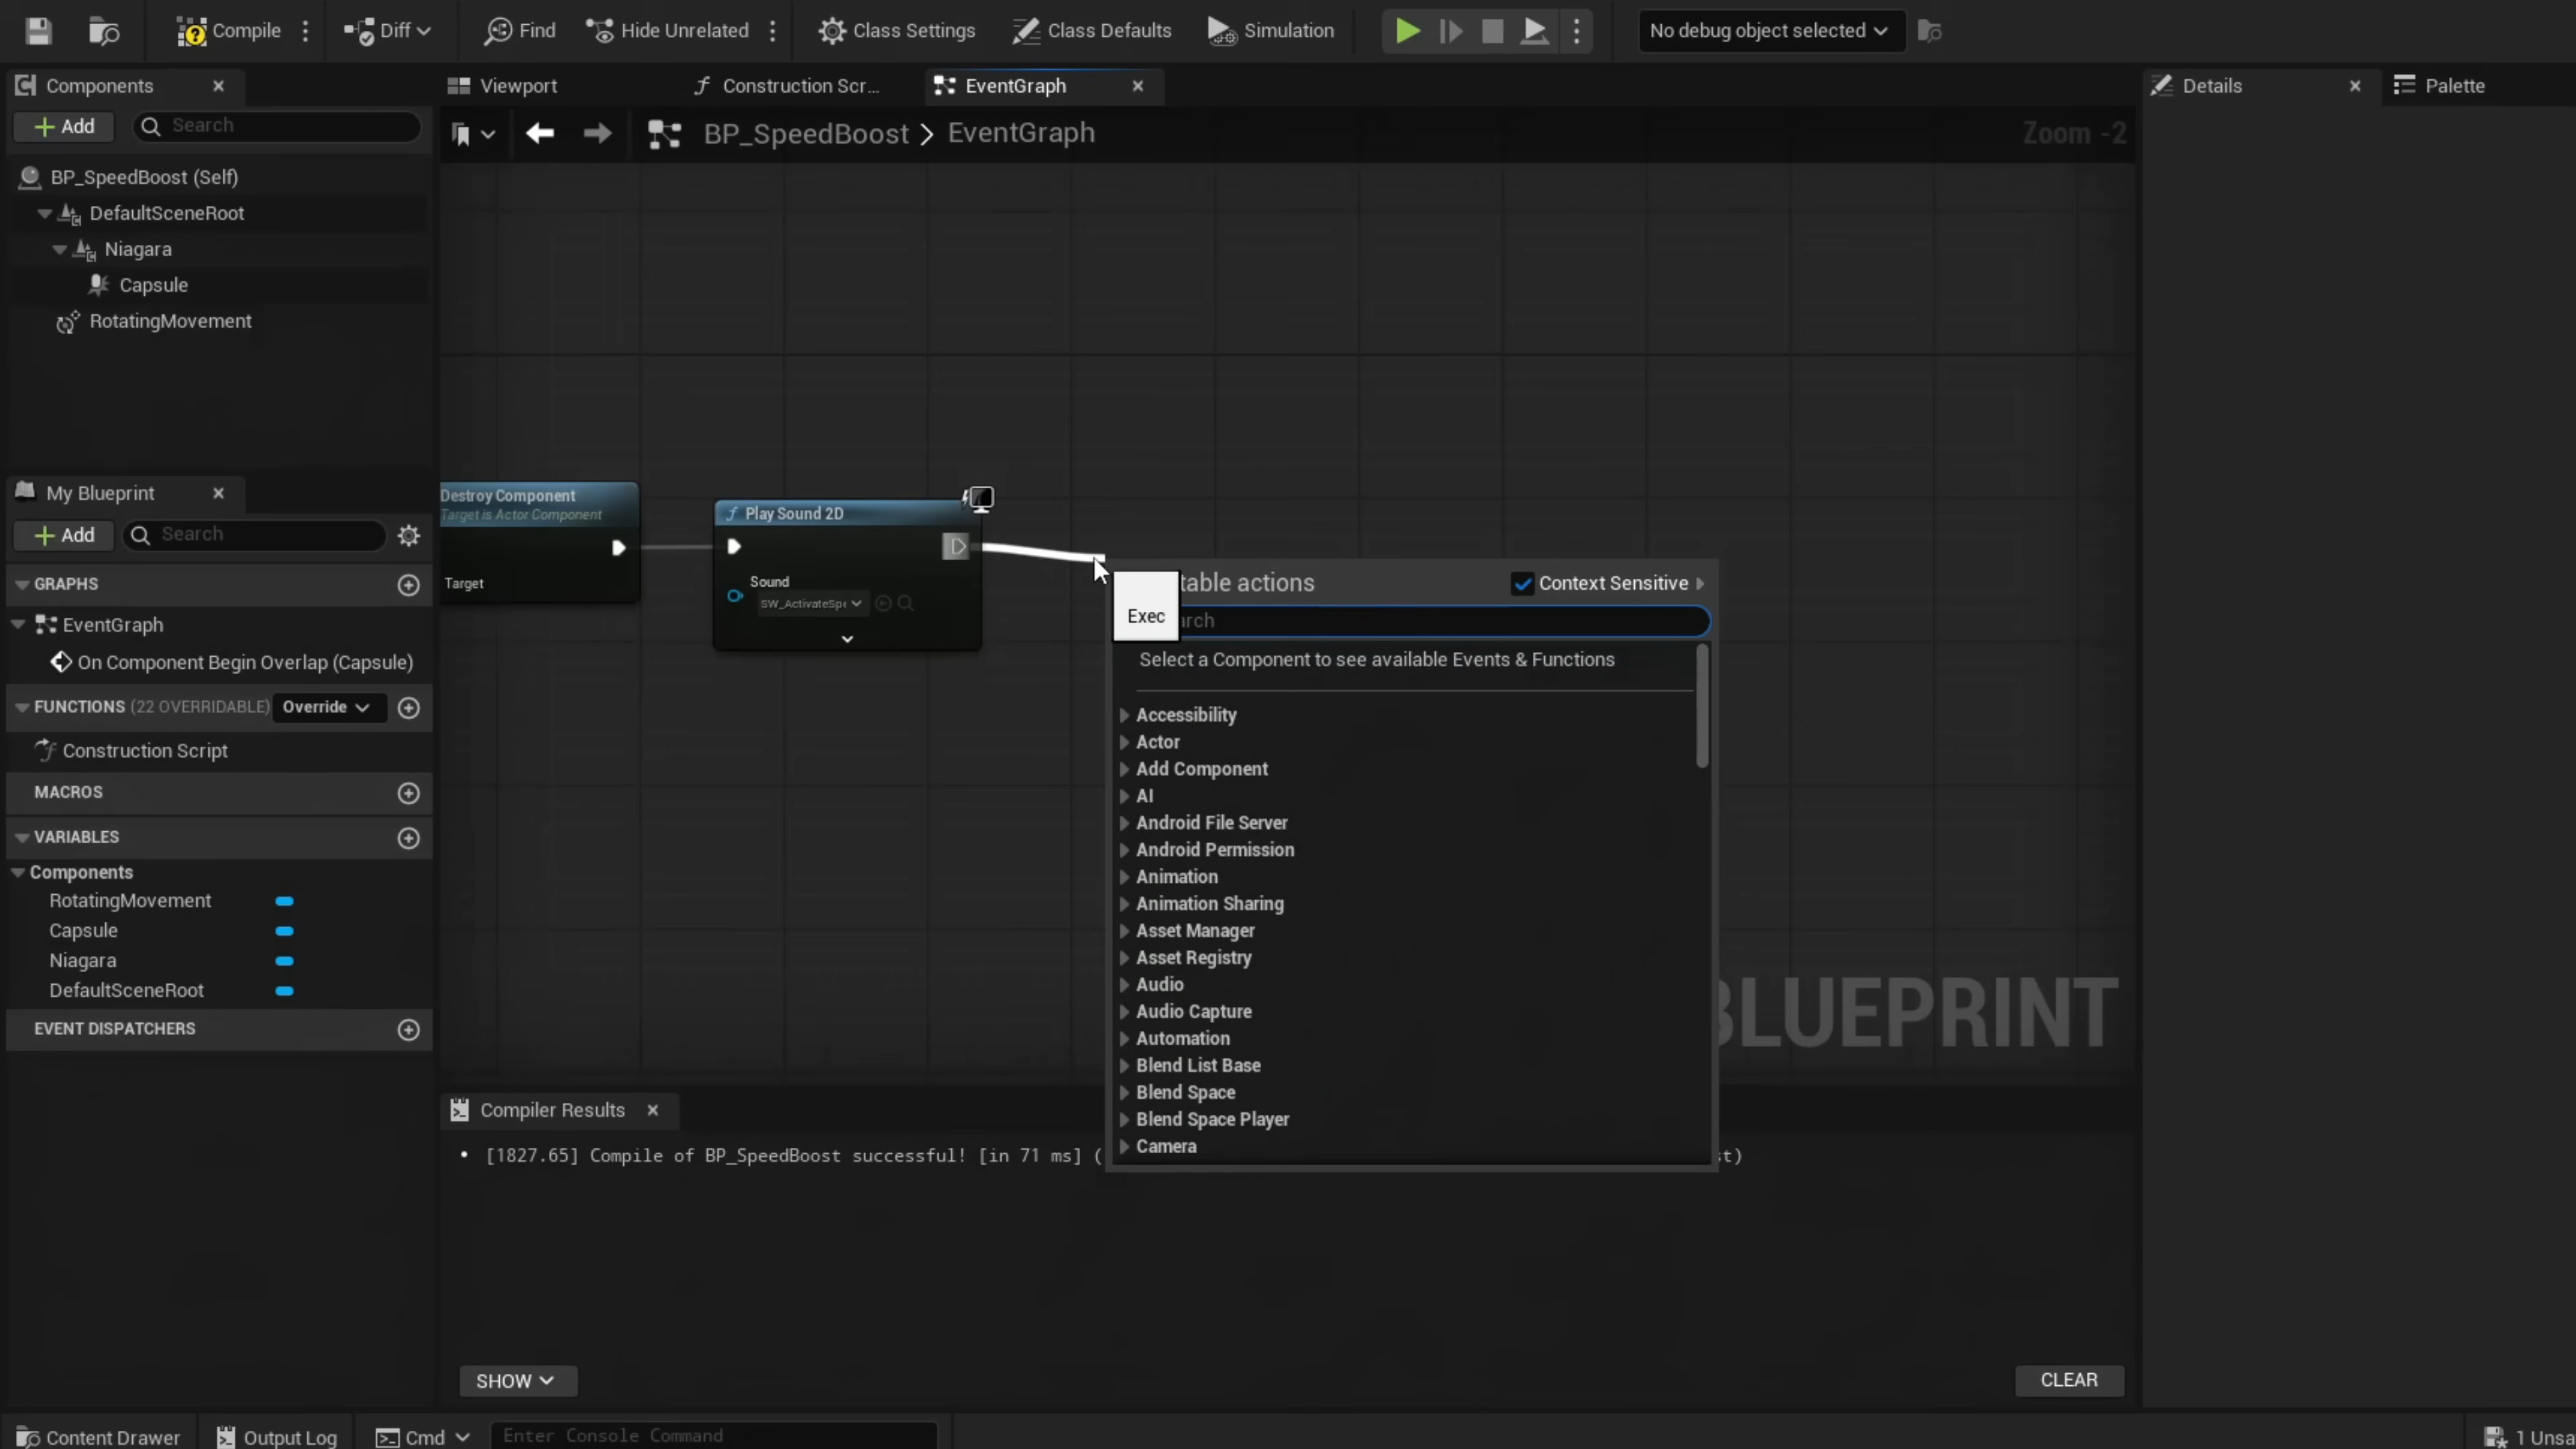 Compile
Diff
Find
Hide Unrelated
Class Settings
Class Defaults
Simulation
No debug object selected
Components
Add
Search
BP_SpeedBoost (Self)
DefaultSceneRoot
Niagara
Capsule
RotatingMovement
My Blueprint
Add
Search
GRAPHS
EventGraph
On Component Begin Overlap (Capsule)
FUNCTIONS (22 OVERRIDABLE)
Override
Construction Script
MACROS
VARIABLES
Components
RotatingMovement
Capsule
Niagara
DefaultSceneRoot
EVENT DISPATCHERS
Viewport
Construction Scr...
EventGraph
BP_SpeedBoost > EventGraph
Zoom -2
Destroy Component
Target is Actor Component
Target
Play Sound 2D
Sound
SW_ActivateSp
Exec
table actions
Context Sensitive
arch
Select a Component to see available Events & Functions
Accessibility
Actor
Add Component
AI
Android File Server
Android Permission
Animation
Animation Sharing
Asset Manager
Asset Registry
Audio
Audio Capture
Automation
Blend List Base
Blend Space
Blend Space Player
Camera
BLUEPRINT
Compiler Results
[1827.65] Compile of BP_SpeedBoost successful! [in 71 ms] ( st)
SHOW
CLEAR
Details
Palette
Content Drawer
Output Log
Cmd
Enter Console Command
1 Unsa